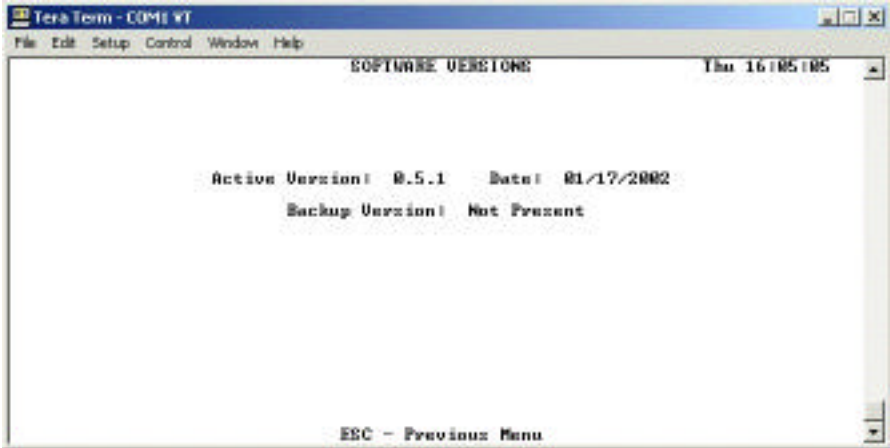 Tera Term - COM1 VT
File Edit Setup Control Window Help
SOFTWARE VERSIONS Thu 16:05:05
Active Version: 0.5.1 Date: 01/17/2002
Backup Version: Not Present
ESC - Previous Menu